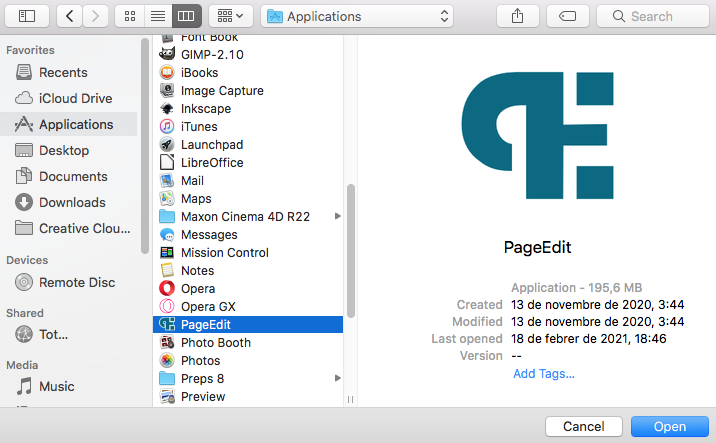 Applications
Search
Favorites
Recents
iCloud Drive
Applications
Desktop
Documents
Downloads
Creative Clou...
Devices
Remote Disc
Shared
Tot...
Media
Music
Font Book
GIMP-2.10
iBooks
Image Capture
Inkscape
iTunes
Launchpad
LibreOffice
Mail
Maps
Maxon Cinema 4D R22
Messages
Mission Control
Notes
Opera
Opera GX
PageEdit
Photo Booth
Photos
Preps 8
Preview
PageEdit
Application - 195,6 MB
Created 13 de novembre de 2020, 3:44
Modified 13 de novembre de 2020, 3:44
Last opened 18 de febrer de 2021, 18:46
Version --
Add Tags...
Cancel
Open